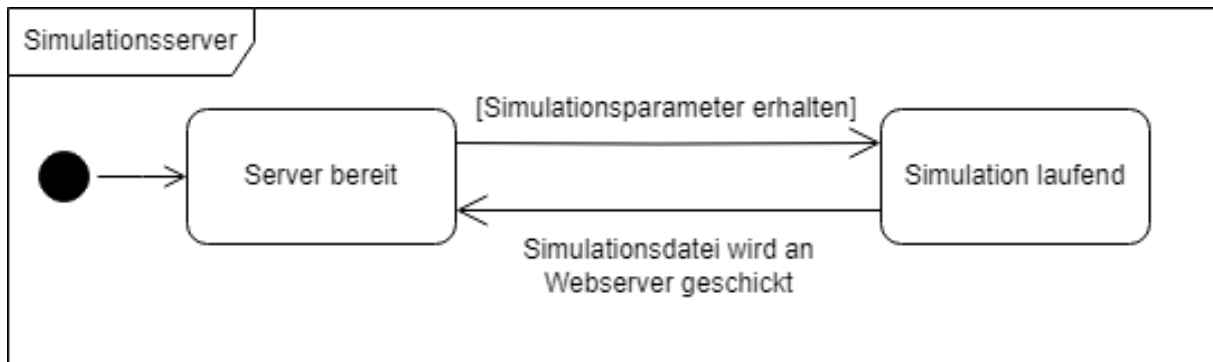 Simulationsserver
[Simulationsparameter erhalten]
Server bereit
Simulation laufend
Simulationsdatei wird an
Webserver geschickt